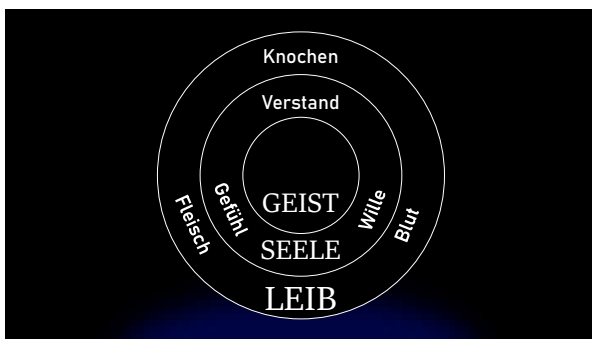 Knochen
Verstand
GEIST
Gefühl
Wille
Fleisch
Blut
SEELE
LEIB